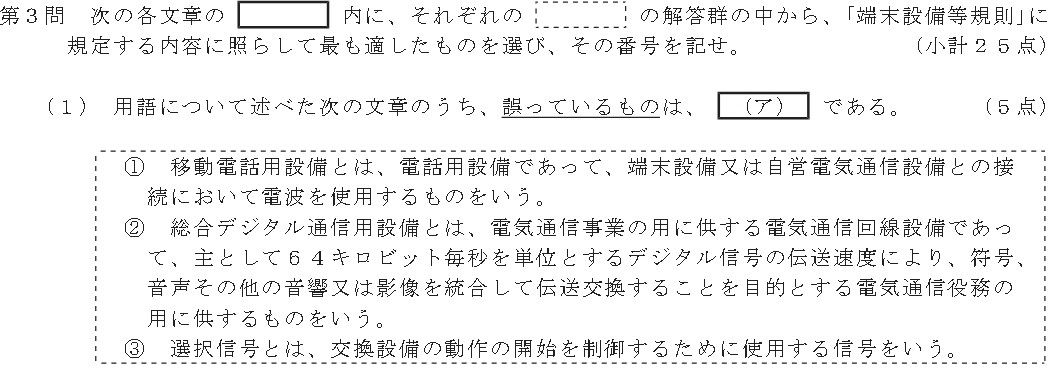 第3問 次の各文章の 内に、それぞれの の解答群の中から、「端末設備等規則」に
規定する内容に照らして最も適したものを選び、その番号を記せ。 (小計25点)
(1) 用語について述べた次の文章のうち、誤っているものは、 (ア) である。 (5点)
① 移動電話用設備とは、電話用設備であって、端末設備又は自営電気通信設備との接
続において電波を使用するものをいう。
② 総合デジタル通信用設備とは、電気通信事業の用に供する電気通信回線設備であっ
て、主として64キロビット毎秒を単位とするデジタル信号の伝送速度により、符号、
音声その他の音響又は影像を統合して伝送交換することを目的とする電気通信役務の
用に供するものをいう。
③ 選択信号とは、交換設備の動作の開始を制御するために使用する信号をいう。